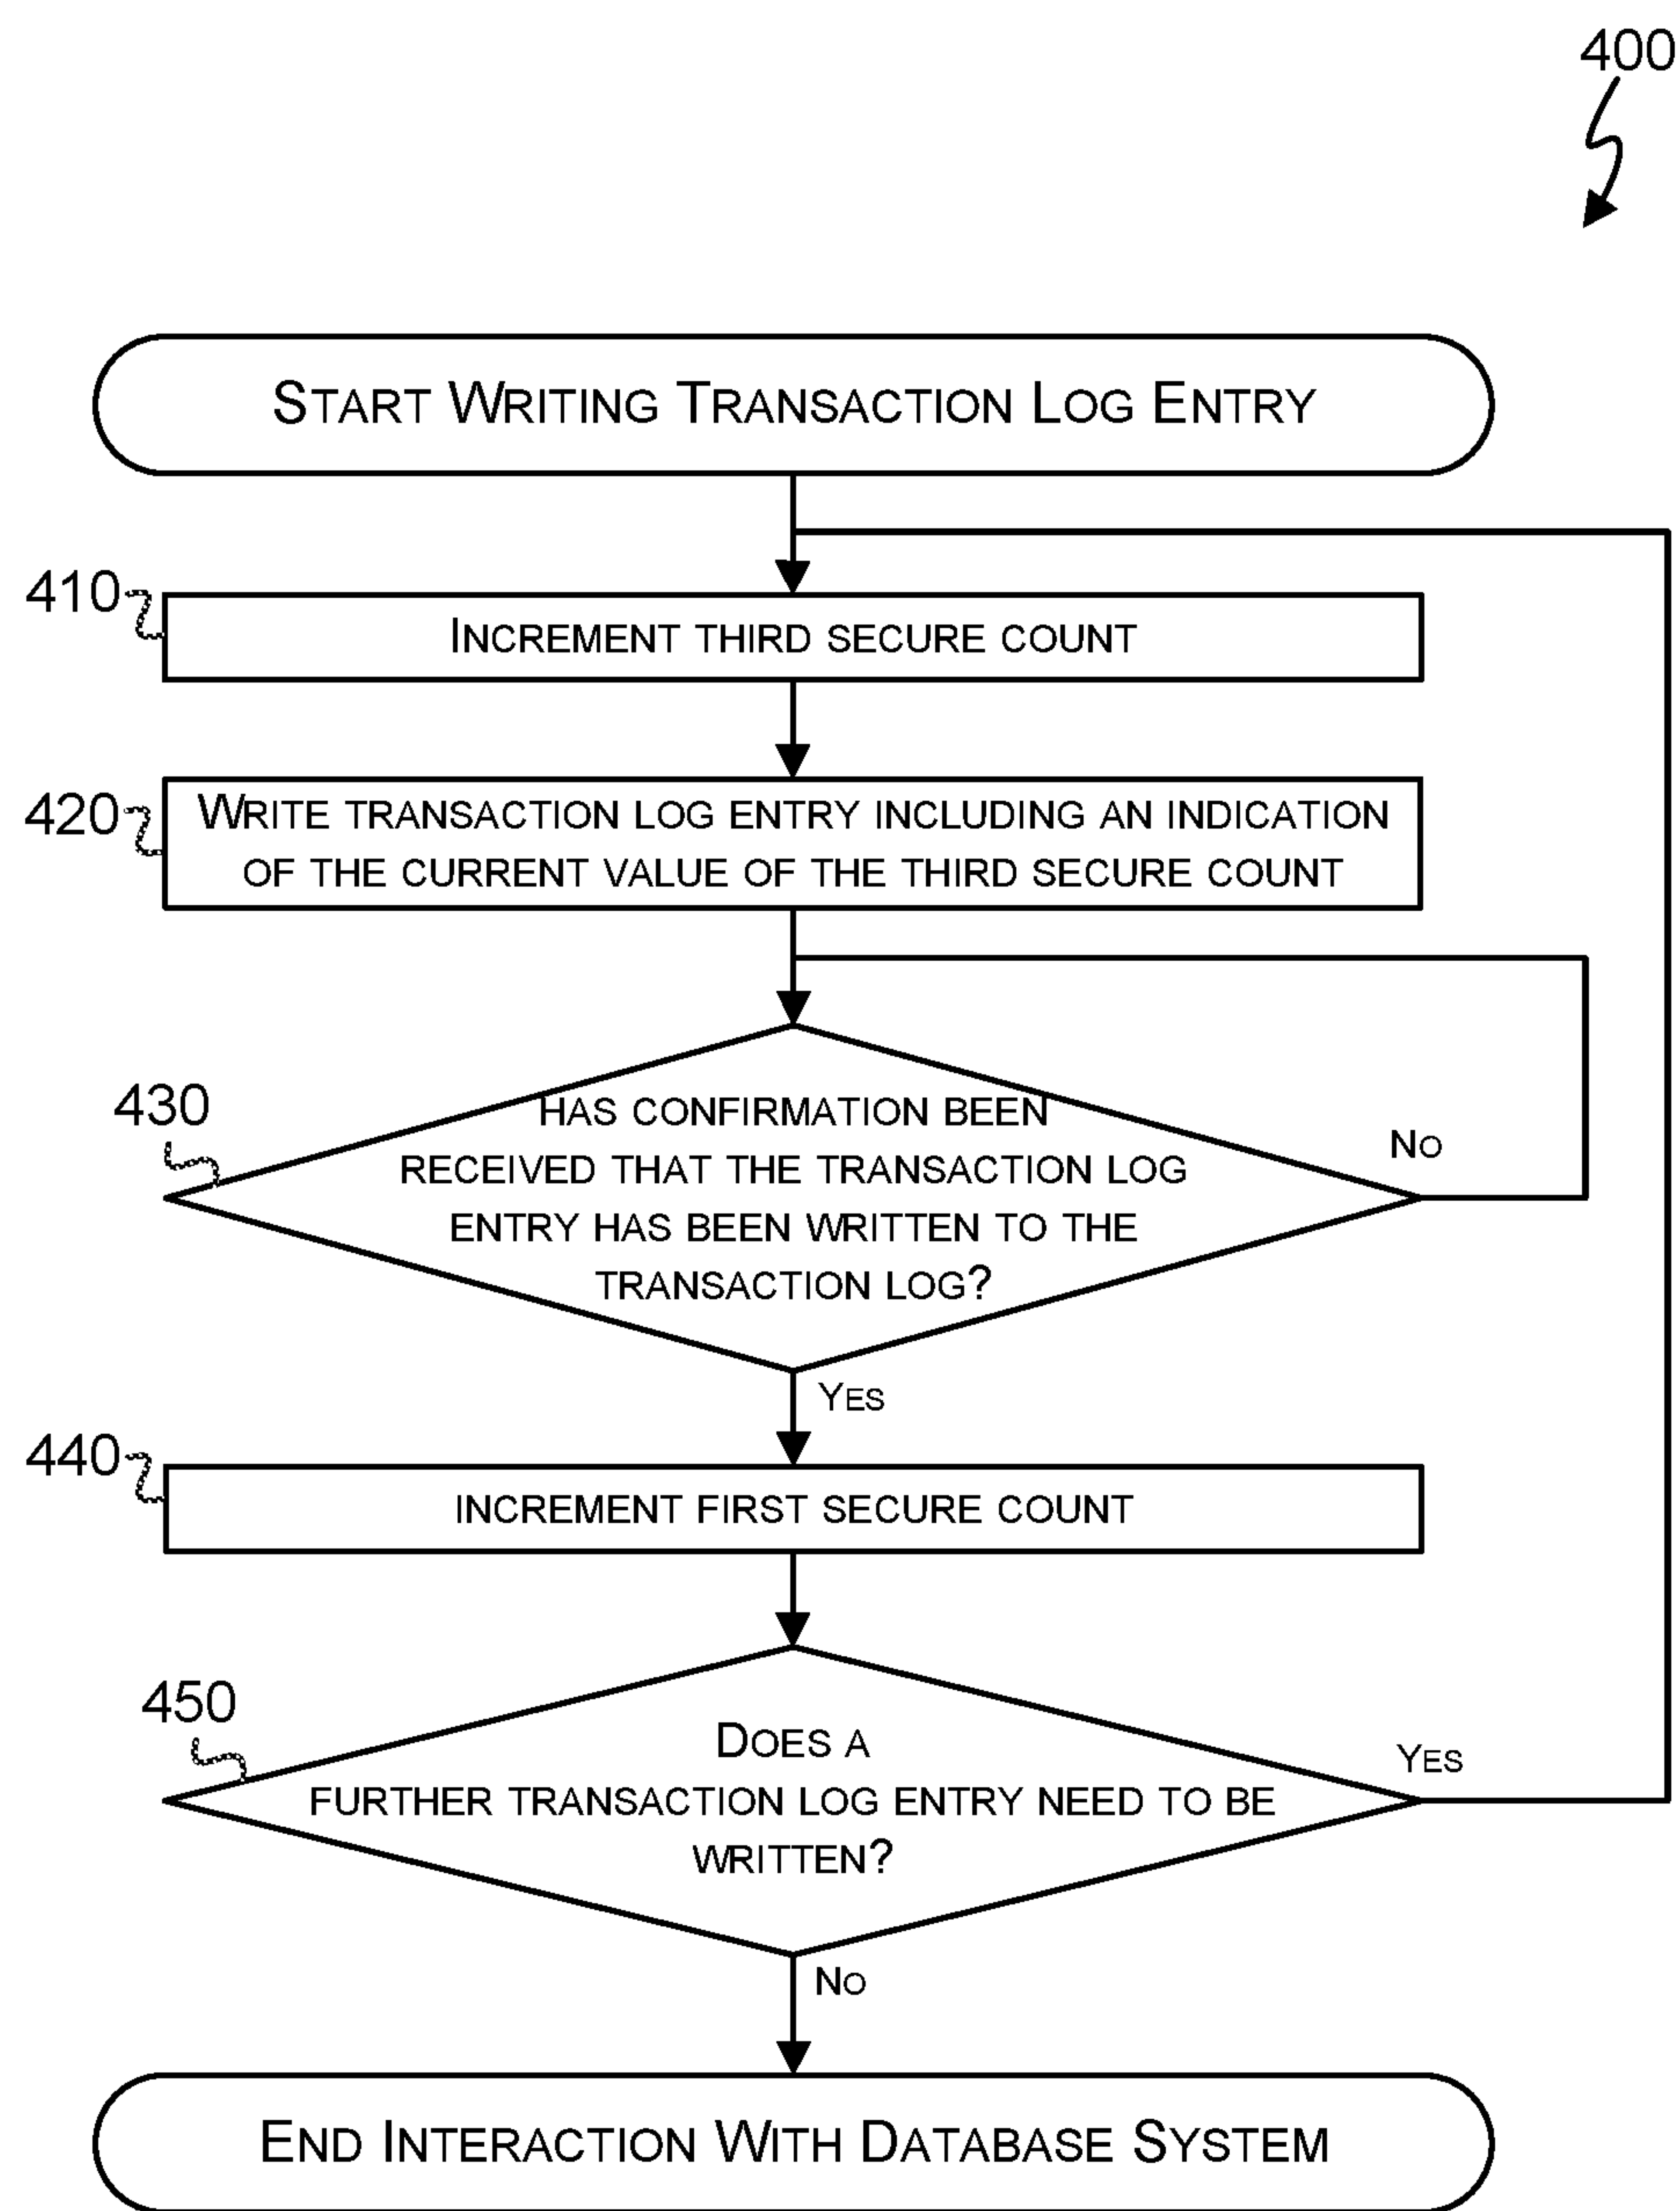 400
START WRITING TRANSACTION LOG ENTRY
410
INCREMENT THIRD SECURE COUNT
420
WRITE TRANSACTION LOG ENTRY INCLUDING AN INDICATION
OF THE CURRENT VALUE OF THE THIRD SECURE COUNT
430
HAS CONFIRMATION BEEN
RECEIVED THAT THE TRANSACTION LOG
ENTRY HAS BEEN WRITTEN TO THE
TRANSACTION LOG?
NO
YES
440
INCREMENT FIRST SECURE COUNT
450
DOES A
FURTHER TRANSACTION LOG ENTRY NEED TO BE
WRITTEN?
YES
NO
END INTERACTION WITH DATABASE SYSTEM